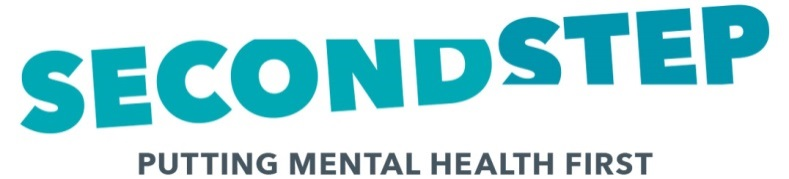 SECONDSTEP
PUTTING MENTAL HEALTH FIRST